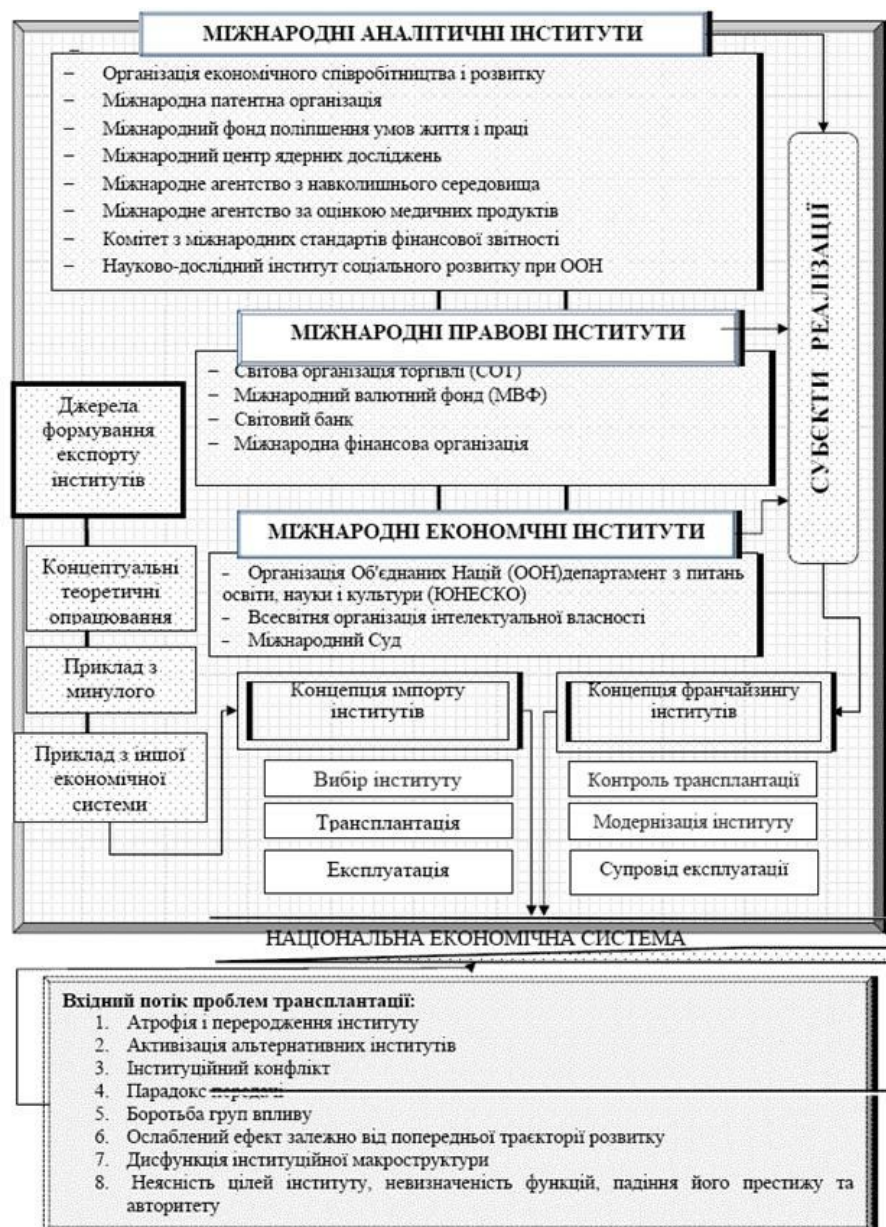 МІЖНАРОДНІ АНАЛІТИЧНІ ІНСТИТУТИ
– Організація економічного співробітництва і розвитку
– Міжнародна патентна організація
– Міжнародний фонд поліпшення умов життя і праці
– Міжнародний центр ядерних досліджень
– Міжнародне агентство з навколишнього середовища
– Міжнародне агентство за оцінкою медичних продуктів
– Комітет з міжнародних стандартів фінансової звітності
– Науково-дослідний інститут соціального розвитку при ООН
СУБЄКТИ РЕАЛІЗАЦІЇ
МІЖНАРОДНІ ПРАВОВІ ІНСТИТУТИ
– Світова організація торгівлі (СОТ)
– Міжнародний валютний фонд (МВФ)
– Світовий банк
– Міжнародна фінансова організація
Джерела
формування
експорту
інститутів
МІЖНАРОДНІ ЕКОНОМЧНІ ІНСТИТУТИ
- Організація Об'єднаних Націй (ООН)департамент з питань
освіти, науки і культури (ЮНЕСКО)
– Всесвітня організація інтелектуальної власності
– Міжнародний Суд
Концептуальні
теоретичні
опрацювання
Приклад з
минулого
Приклад з іншої
економічної
системи
Концепція імпорту
інститутів
Вибір інституту
Трансплантація
Експлуатація
Концепція франчайзингу
інститутів
Контроль трансплантації
Модернізація інституту
Супровід експлуатації
НАЦІОНАЛЬНА ЕКОНОМІЧНА СИСТЕМА
Вхідний потік проблем трансплантації:
1. Атрофія і переродження інституту
2. Активізація альтернативних інститутів
3. Інституційний конфлікт
4. Парадокс передачі
5. Боротьба груп впливу
6. Ослаблений ефект залежно від попередньої траєкторії розвитку
7. Дисфункція інституційної макроструктури
8. Неясність цілей інституту, невизначеність функцій, падіння його престижу та
авторитету